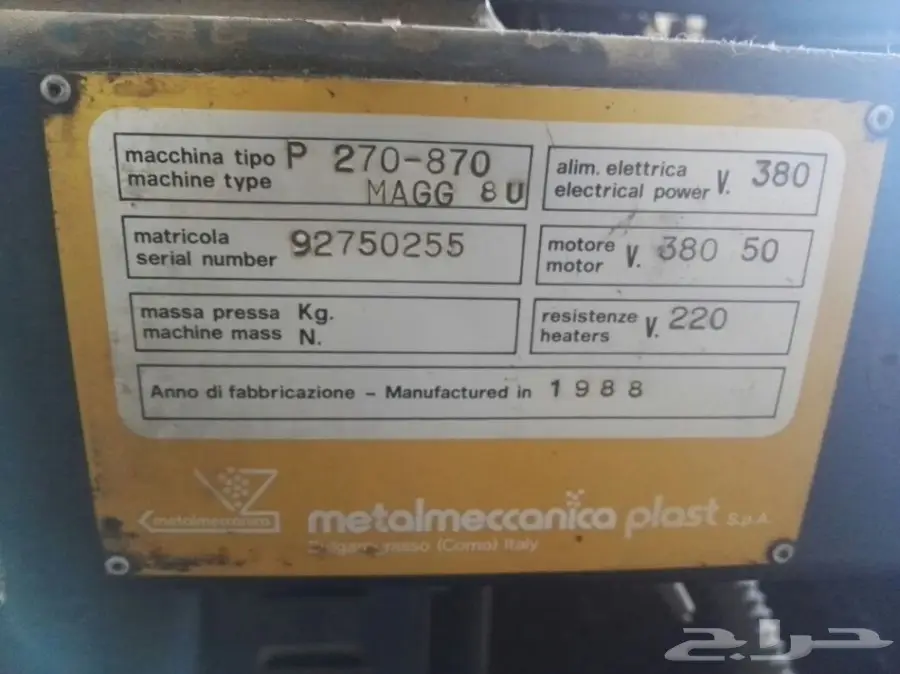 macchina tipo P 270-870
machine type MAGG 8U
alim. elettrica
electrical power V. 380
matricola
serial number 92750255
motore
motor V. 380 50
massa pressa Kg.
machine mass N.
resistenze
heaters V. 220
Anno di fabbricazione - Manufactured in 1988
metalmeccanica
metalmeccanica plast S.p.A.
(Como) Italy
حراج